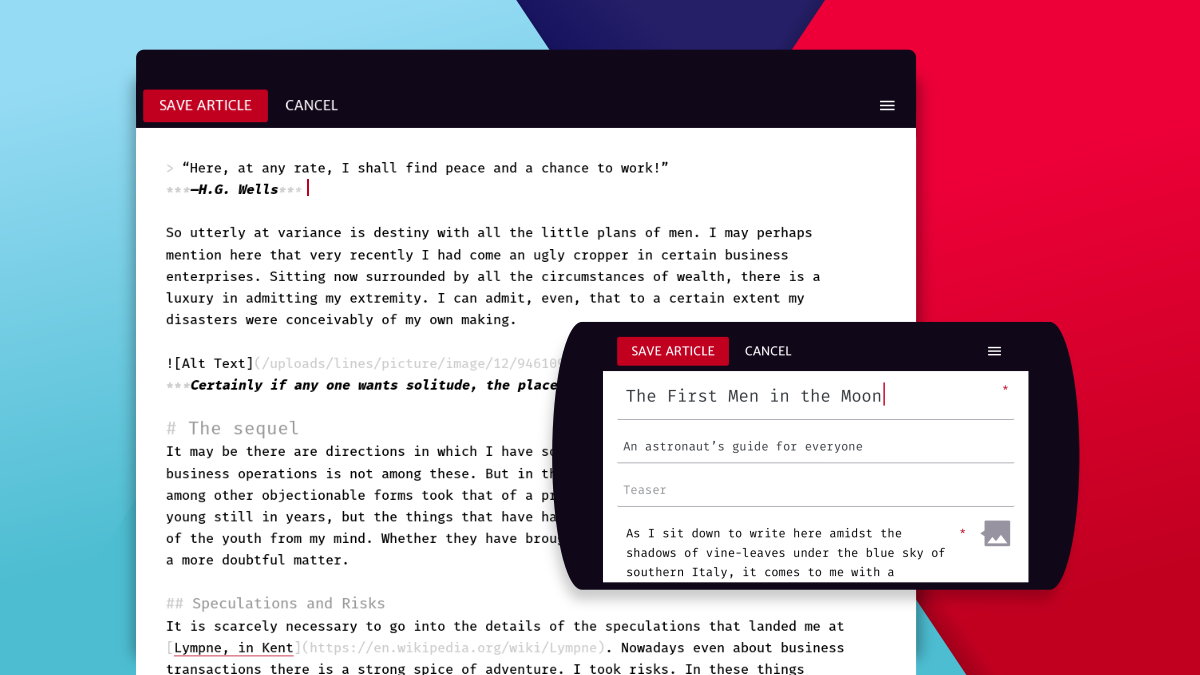 SAVE ARTICLE CANCEL
> “Here, at any rate, I shall find peace and a chance to work!”
***—H.G. Wells***
So utterly at variance is destiny with all the little plans of men. I may perhaps
mention here that very recently I had come an ugly cropper in certain business
enterprises. Sitting now surrounded by all the circumstances of wealth, there is a
luxury in admitting my extremity. I can admit, even, that to a certain extent my
disasters were conceivably of my own making.
![Alt Text](/uploads/lines/picture/image/12/94610
***Certainly if any one wants solitude, the place
# The sequel
It may be there are directions in which I have
business operations is not among these. But in
among other objectionable forms took that of a
young still in years, but the things that have
of the youth from my mind. Whether they have
a more doubtful matter.
## Speculations and Risks
It is scarcely necessary to go into the details of the speculations that landed me at
[Lympne, in Kent](https://en.wikipedia.org/wiki/Lympne). Nowadays even about business
transactions there is a strong spice of adventure. I took risks. In these things
SAVE ARTICLE CANCEL
The First Men in the Moon *
An astronaut’s guide for everyone
Teaser
As I sit down to write here amidst the *
shadows of vine-leaves under the blue sky of
southern Italy, it comes to me with a